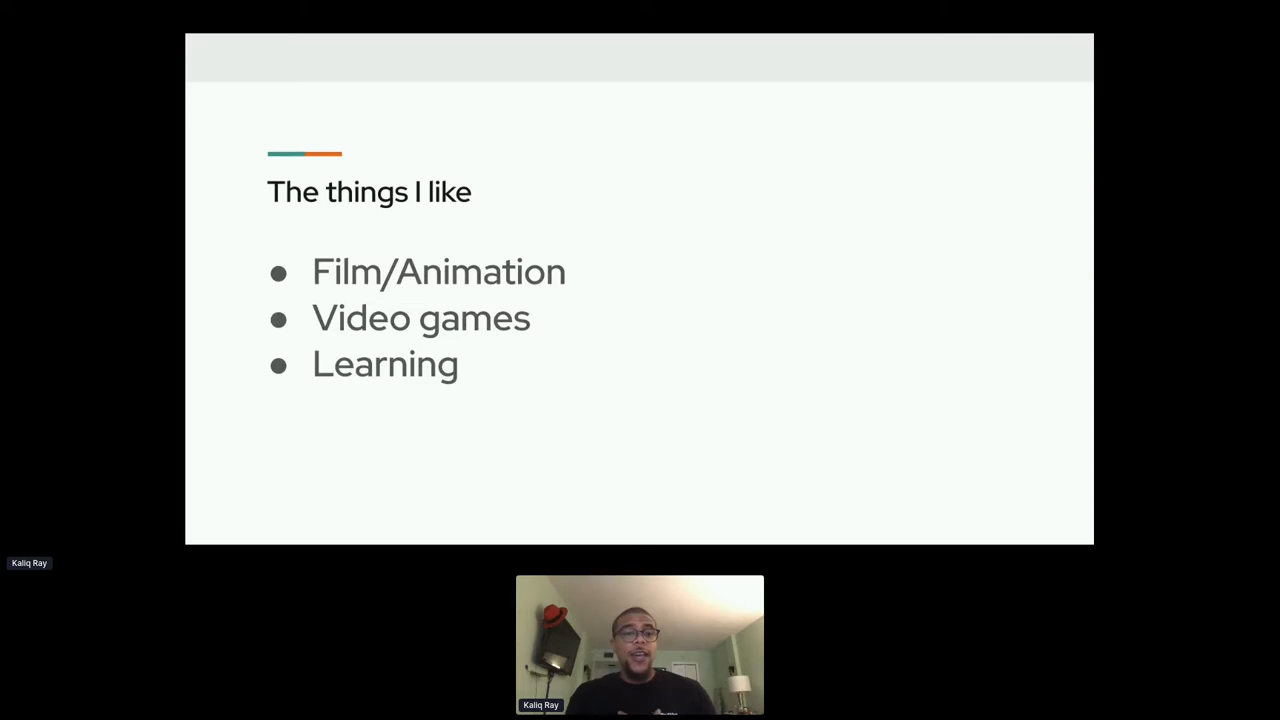 The things I like
● Film/Animation
● Video games
● Learning
Kaliq Ray
Kaliq Ray